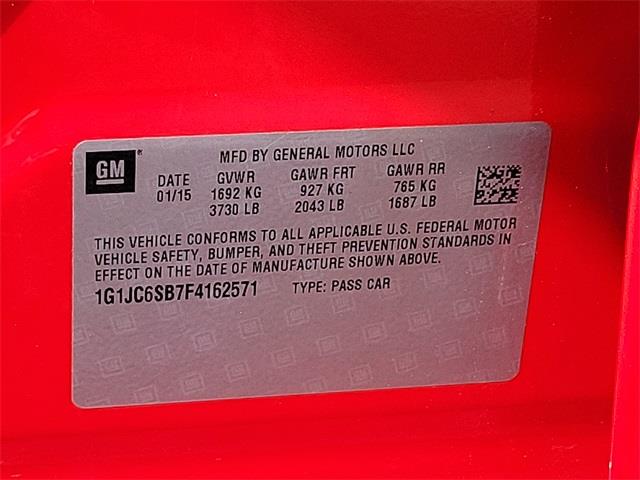 GM
MFD BY GENERAL MOTORS LLC
DATE GVWR GAWR FRT GAWR RR
01/15 1692 KG 927 KG 765 KG
3730 LB 2043 LB 1687 LB
THIS VEHICLE CONFORMS TO ALL APPLICABLE U.S. FEDERAL MOTOR
VEHICLE SAFETY, BUMPER, AND THEFT PREVENTION STANDARDS IN
EFFECT ON THE DATE OF MANUFACTURE SHOWN ABOVE.
1G1JC6SB7F4162571 TYPE: PASS CAR